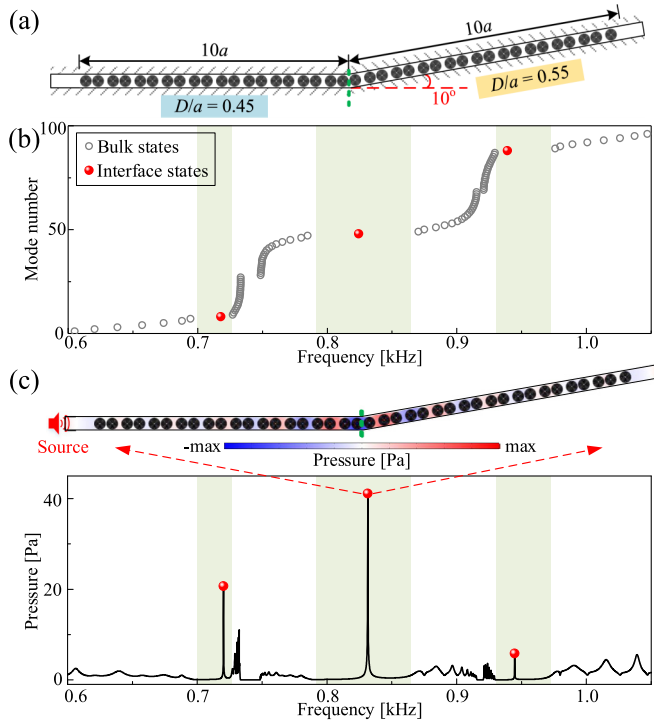 (a)
10a
10a
D/a = 0.45
10°
D/a = 0.55
(b)
Bulk states
Interface states
Mode number
100
50
0
0.6
0.7
0.8
0.9
1.0
Frequency [kHz]
(c)
Source
-max
max
Pressure [Pa]
Pressure [Pa]
40
20
0
0.6
0.7
0.8
0.9
1.0
Frequency [kHz]